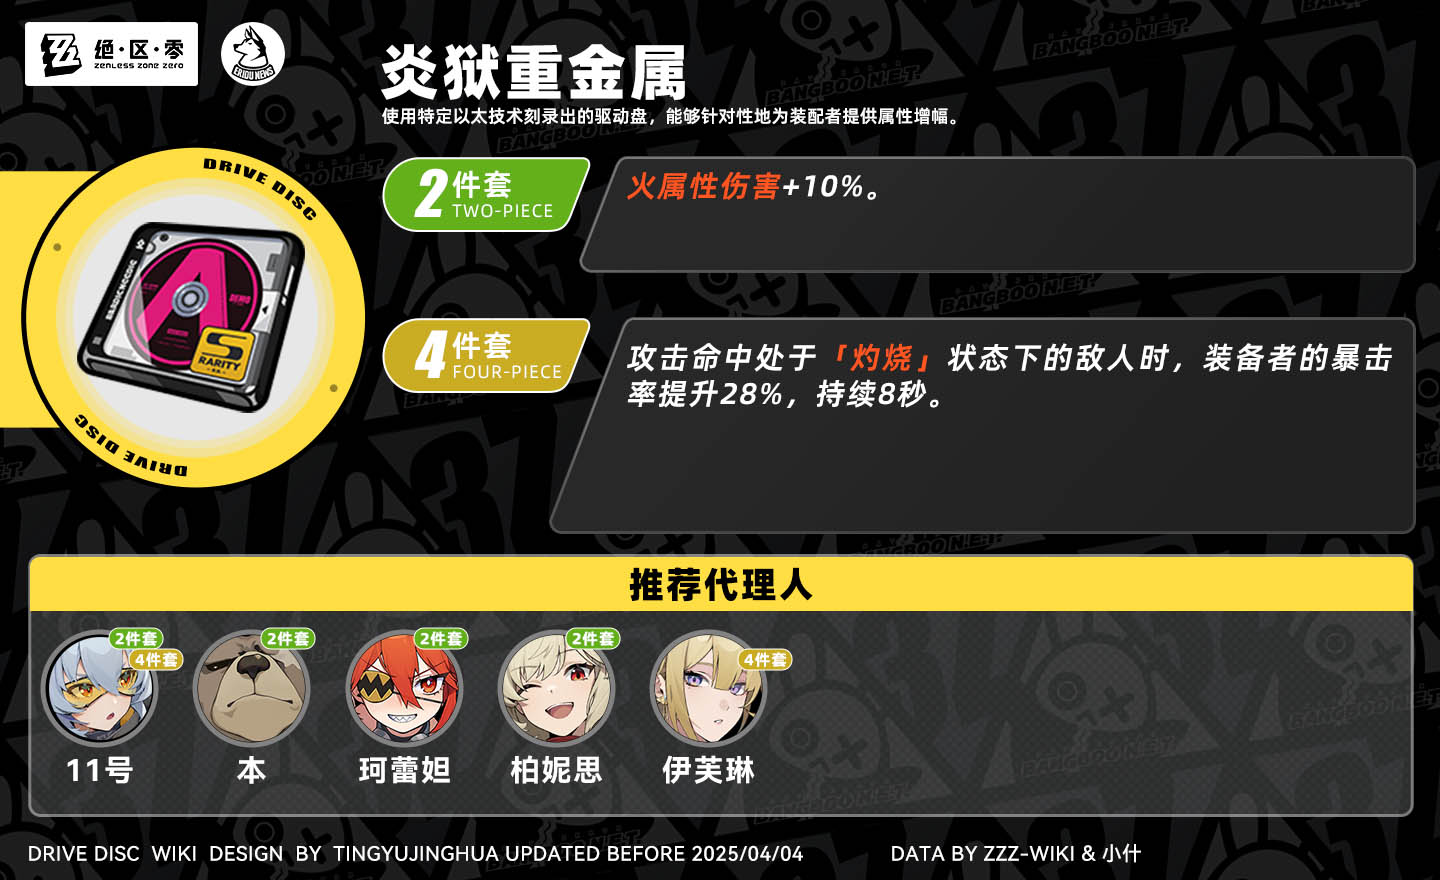 绝·区·零
zenless zone zero
ERIDU NEWS
炎狱重金属
使用特定以太技术刻录出的驱动盘，能够针对性地为装配者提供属性增幅。
DRIVE DISC
2件套
TWO-PIECE
火属性伤害+10%。
DEMO
S
RARITY
DRIVE DISC
4件套
FOUR-PIECE
攻击命中处于「灼烧」状态下的敌人时，装备者的暴击
率提升28%，持续8秒。
推荐代理人
2件套
4件套
2件套
2件套
2件套
4件套
11号
本
珂蕾妲
柏妮思
伊芙琳
DRIVE DISC WIKI DESIGN BY TINGYUJINGHUA UPDATED BEFORE 2025/04/04
DATA BY ZZZ-WIKI & 小什
BANGBOO N.E.T.
BANGBOO N.E.T.
BANGBOO N.E.T.